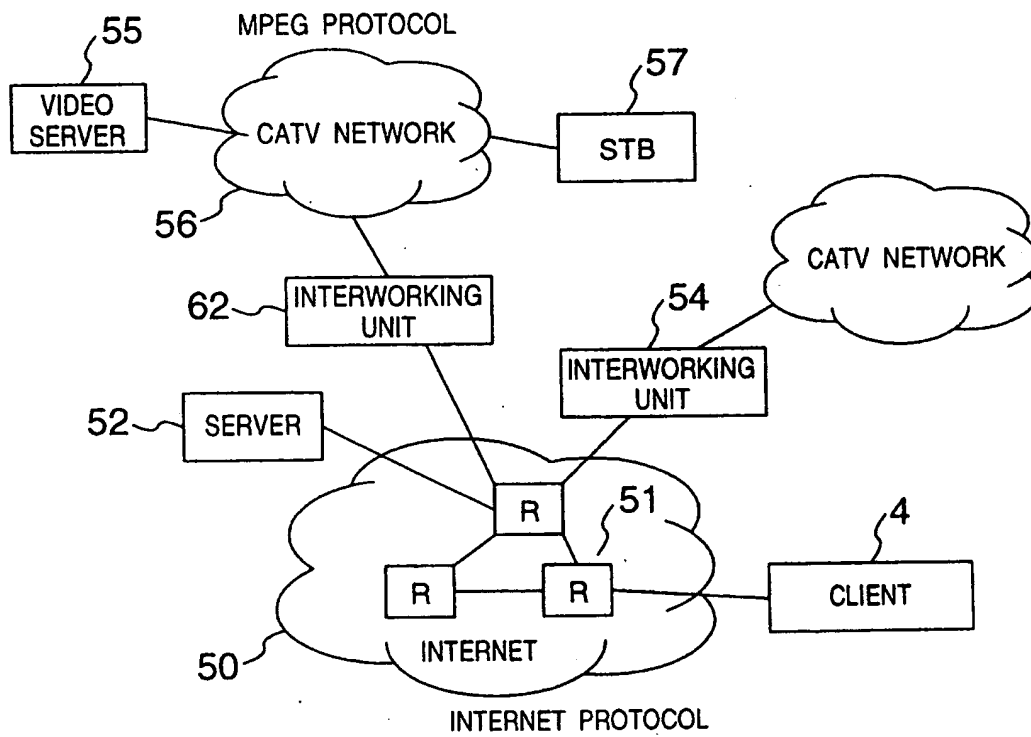 MPEG PROTOCOL
55
57
VIDEO
SERVER
CATV NETWORK
STB
56
CATV NETWORK
62
INTERWORKING
UNIT
54
INTERWORKING
UNIT
52
SERVER
R
51
4
R
R
CLIENT
50
INTERNET
INTERNET PROTOCOL